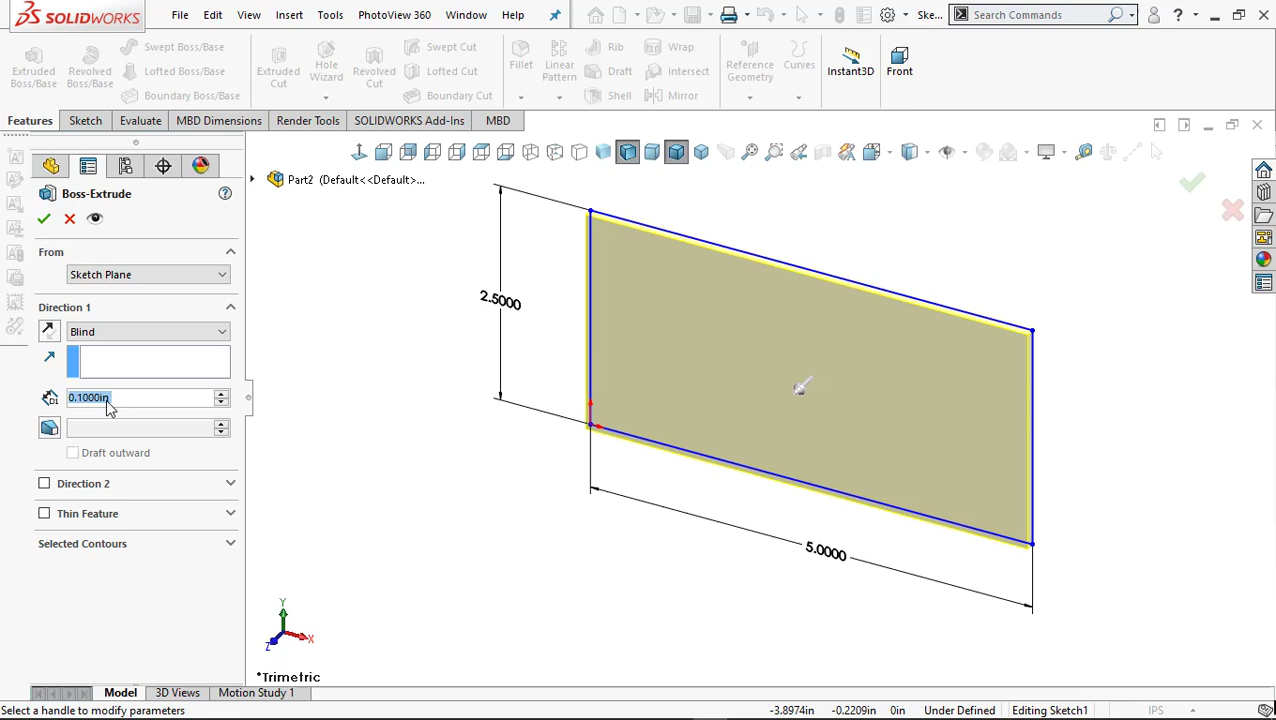 SOLIDWORKS File Edit View Insert Tools PhotoView 360 Window Help Ske... Search Commands ?
Extruded Boss/Base
Revolved Boss/Base
Swept Boss/Base
Lofted Boss/Base
Boundary Boss/Base
Extruded Cut
Hole Wizard
Revolved Cut
Swept Cut
Lofted Cut
Boundary Cut
Fillet
Linear Pattern
Rib
Draft
Shell
Wrap
Intersect
Mirror
Reference Geometry
Curves
Instant3D
Front
Features Sketch Evaluate MBD Dimensions Render Tools SOLIDWORKS Add-Ins MBD
Part2 (Default<<Default>...
Boss-Extrude ?
From
Sketch Plane
Direction 1
Blind
D1 0.1000in
Draft outward
Direction 2
Thin Feature
Selected Contours
2.5000
5.0000
Y
X
Z
*Trimetric
Model 3D Views Motion Study 1
Select a handle to modify parameters -3.8974in -0.2209in 0in Under Defined Editing Sketch1 IPS